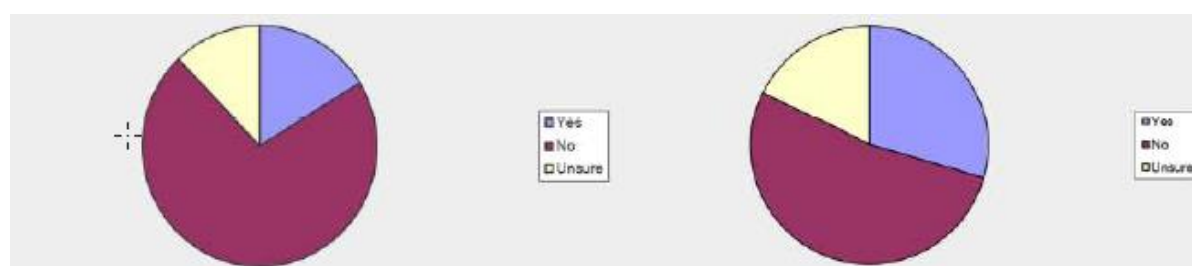 Yes
No
Unsure
Yes
No
Unsure